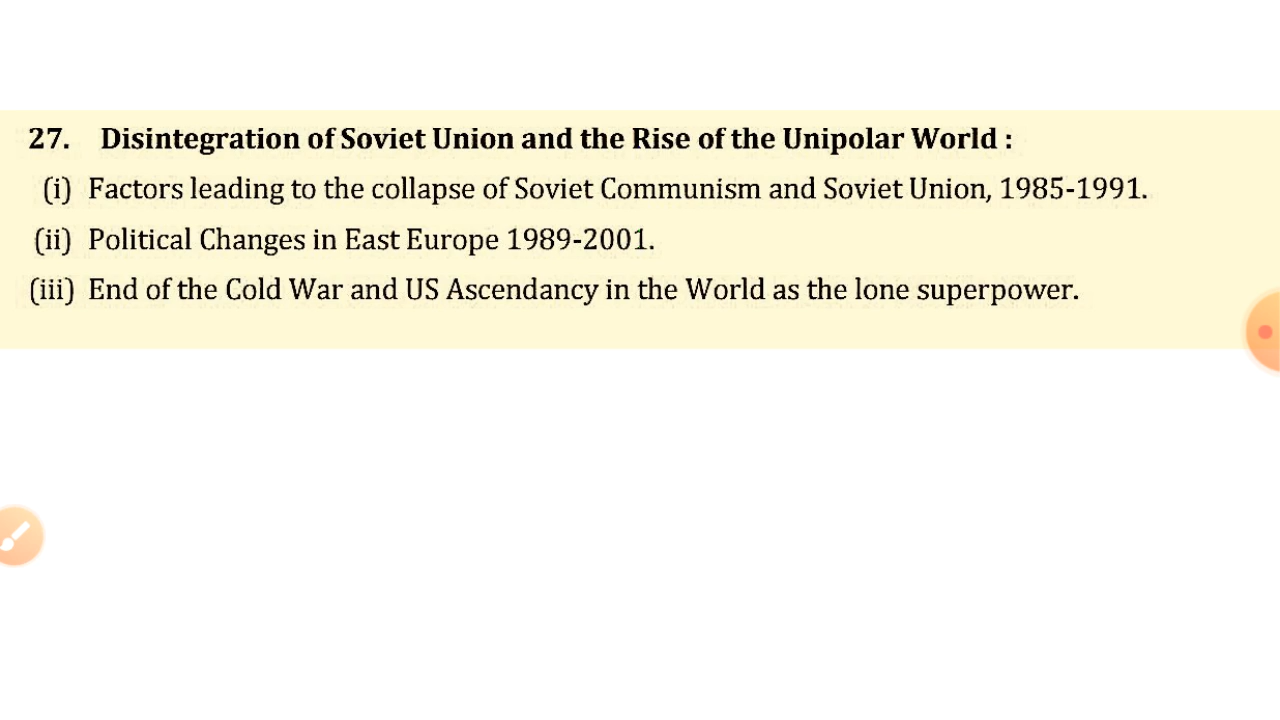 27. Disintegration of Soviet Union and the Rise of the Unipolar World :
(i) Factors leading to the collapse of Soviet Communism and Soviet Union, 1985-1991.
(ii) Political Changes in East Europe 1989-2001.
(iii) End of the Cold War and US Ascendancy in the World as the lone superpower.